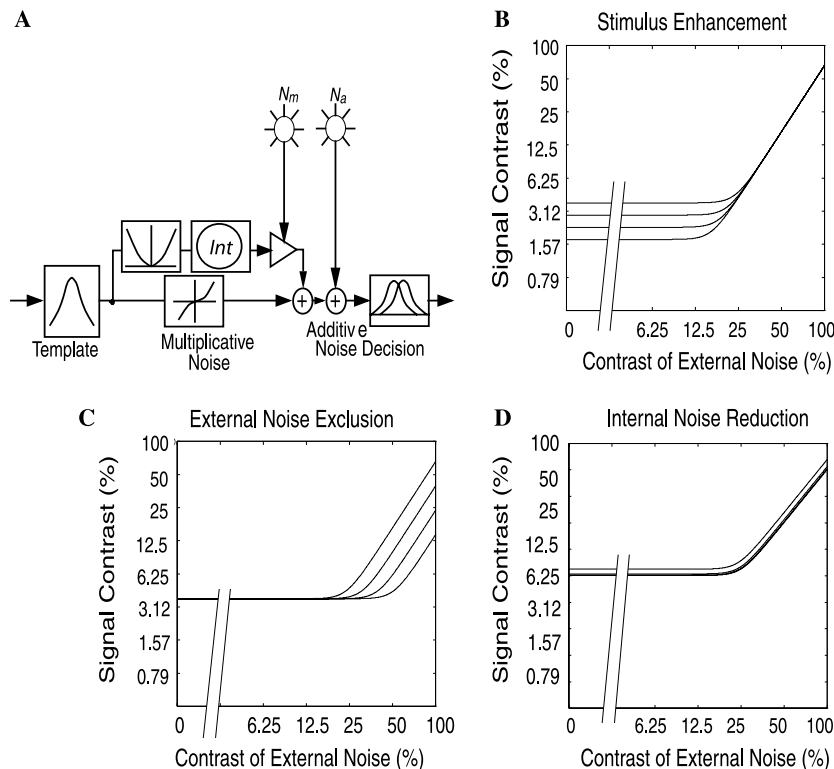 A
N_m
N_a
Int
+
+
Template
Multiplicative
Noise
Additiv e
Noise Decision
B
Stimulus Enhancement
Signal Contrast (%)
100
50
25
12.5
6.25
3.12
1.57
0.79
0 6.25 12.5 25 50 100
Contrast of External Noise (%)
C
External Noise Exclusion
Signal Contrast (%)
100
50
25
12.5
6.25
3.12
1.57
0.79
0 6.25 12.5 25 50 100
Contrast of External Noise (%)
D
Internal Noise Reduction
Signal Contrast (%)
100
50
25
12.5
6.25
3.12
1.57
0.79
0 6.25 12.5 25 50 100
Contrast of External Noise (%)